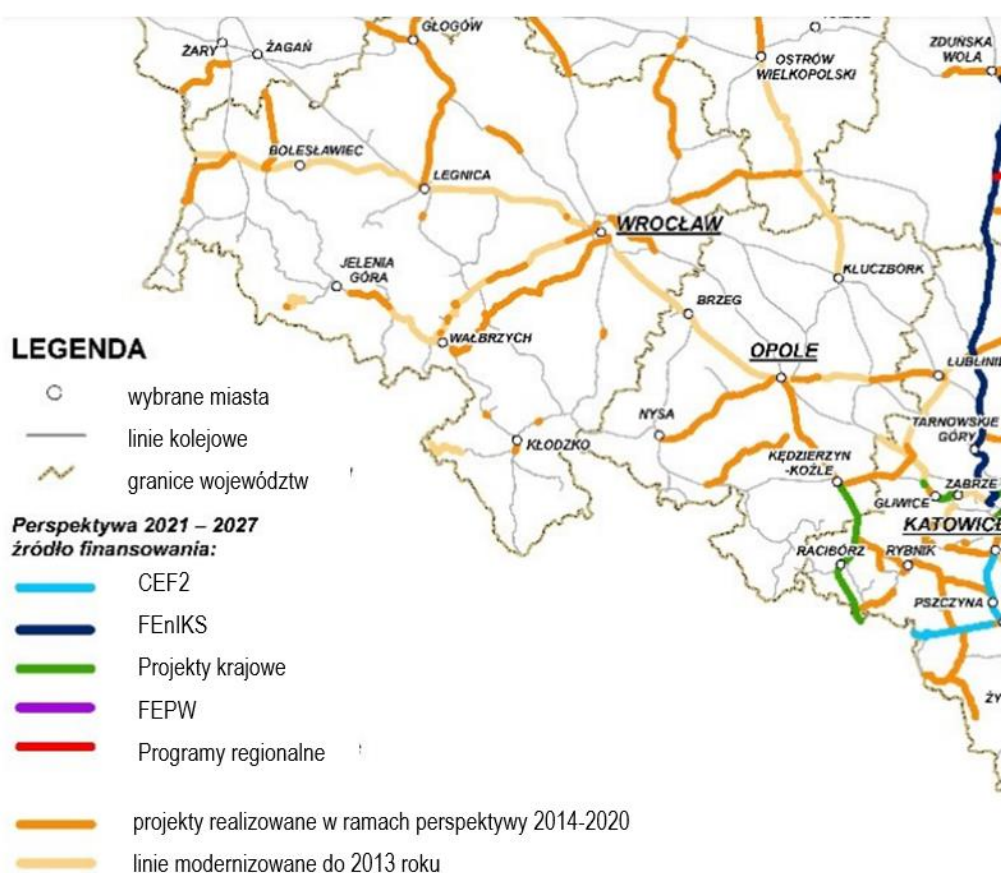 GŁOGÓW
ŻARY
ŻAGAŃ
OSTRÓW
WIELKOPOLSKI
ZDUŃSKA
WOLA
BOLESŁAWIEC
LEGNICA
WROCŁAW
JELENIA
GÓRA
KLUCZBORK
BRZEG
WAŁBRZYCH
OPOLE
LUBLINIE
NYSA
TARNOWSKIE
GÓRY
KŁODZKO
KĘDZIERZYN
-KOŹLE
ZABRZE
GLIWICE
KATOWICE
RACIBÓRZ
RYBNIK
PSZCZYNA
ŻY
LEGENDA
wybrane miasta
linie kolejowe
granice województw
Perspektywa 2021 – 2027
źródło finansowania:
CEF2
FEnIKS
Projekty krajowe
FEPW
Programy regionalne
projekty realizowane w ramach perspektywy 2014-2020
linie modernizowane do 2013 roku